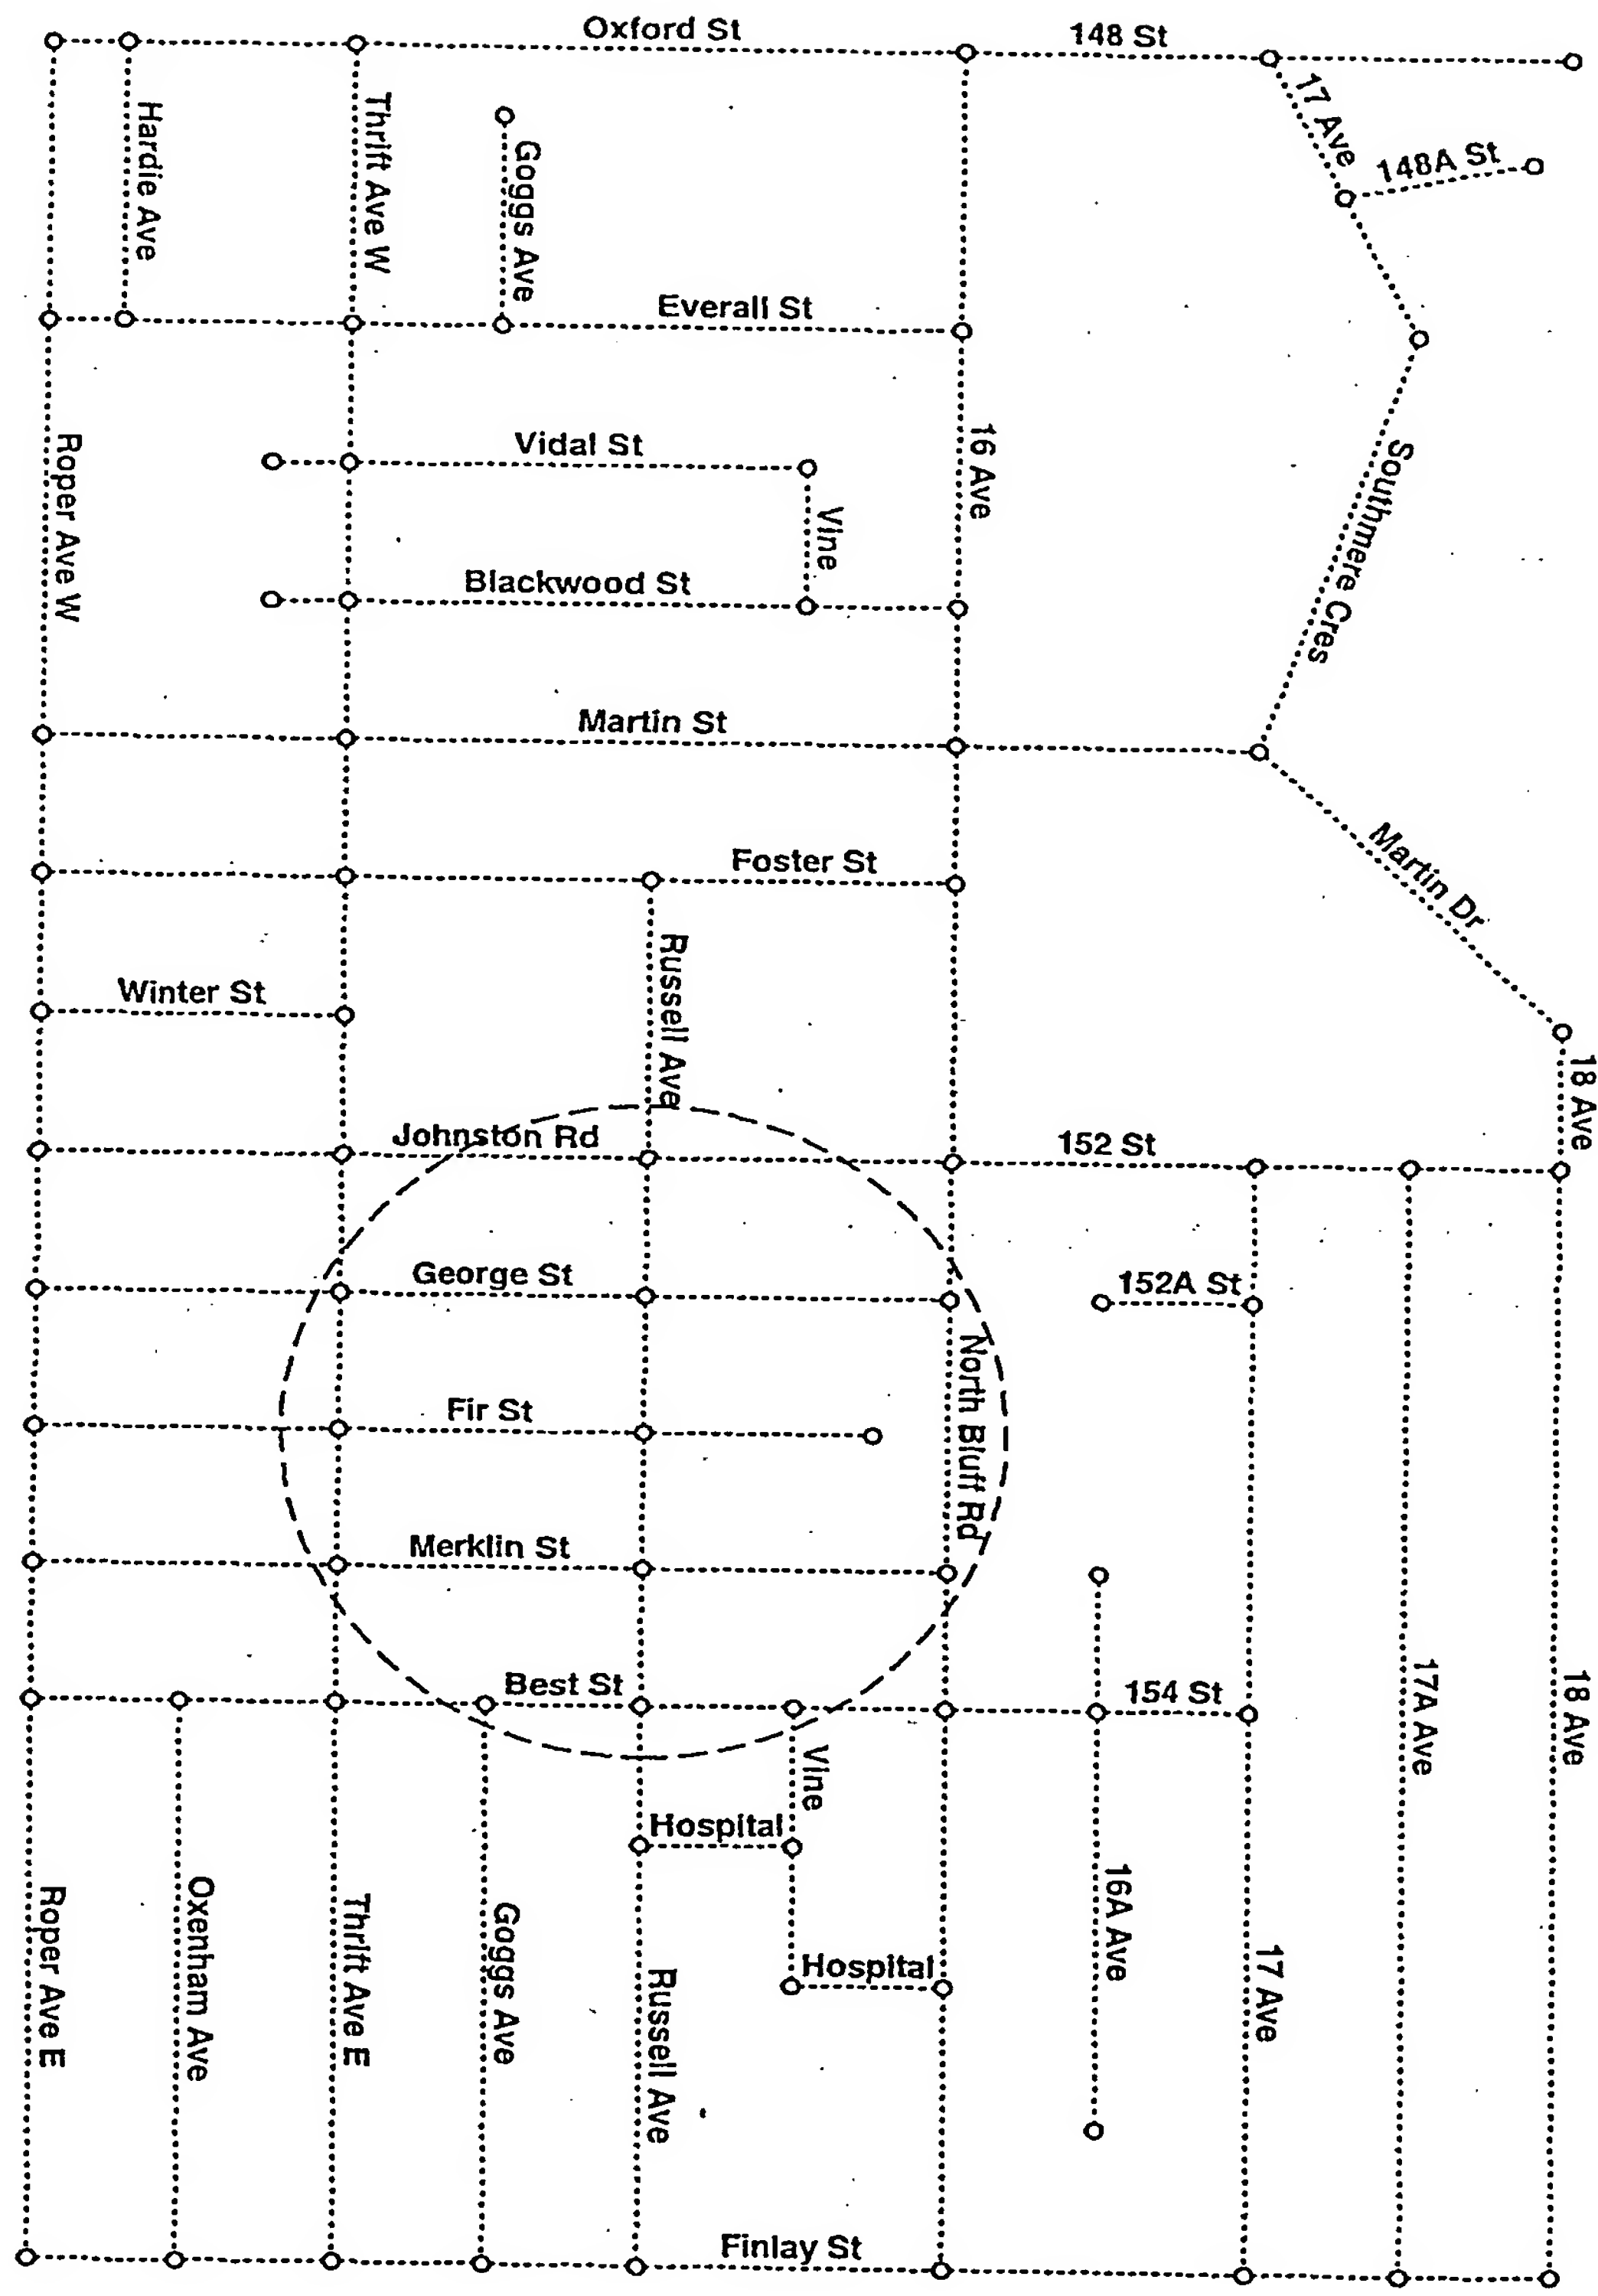 Oxford St
148 St
Hardie Ave
Thrift Ave W
Goggs Ave
17 Ave
148A St
Everall St
Roper Ave W
Vidal St
Vine
16 Ave
Southmere Cres
Blackwood St
Martin St
Foster St
Martin Dr
Winter St
Russell Ave
18 Ave
Johnston Rd
152 St
George St
152A St
North Bluff Rd
Fir St
Merklin St
Best St
154 St
17A Ave
18 Ave
Vine
Hospital
Roper Ave E
Oxenham Ave
Thrift Ave E
Goggs Ave
Russell Ave
Hospital
16A Ave
17 Ave
Finlay St